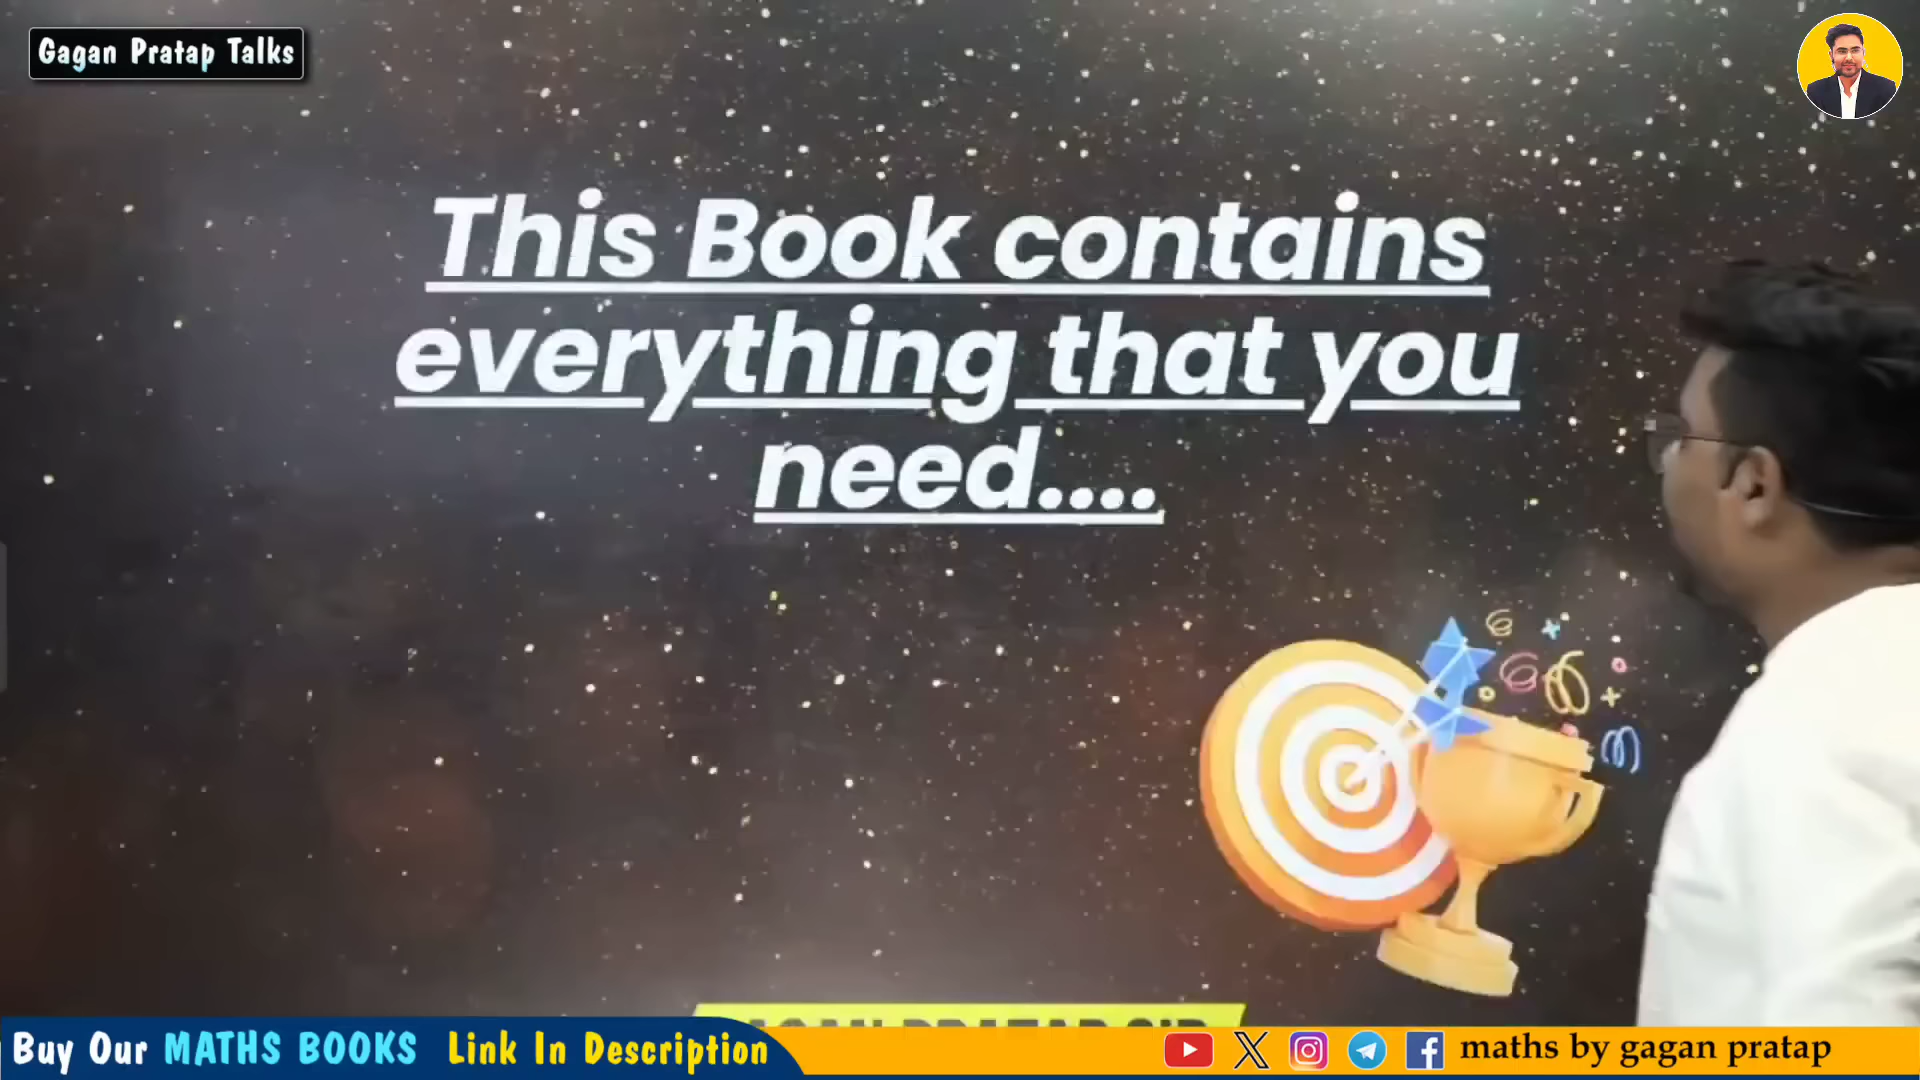 Gagan Pratap Talks
This Book contains
everything that you
need....
Buy Our MATHS BOOKS Link In Description
maths by gagan pratap